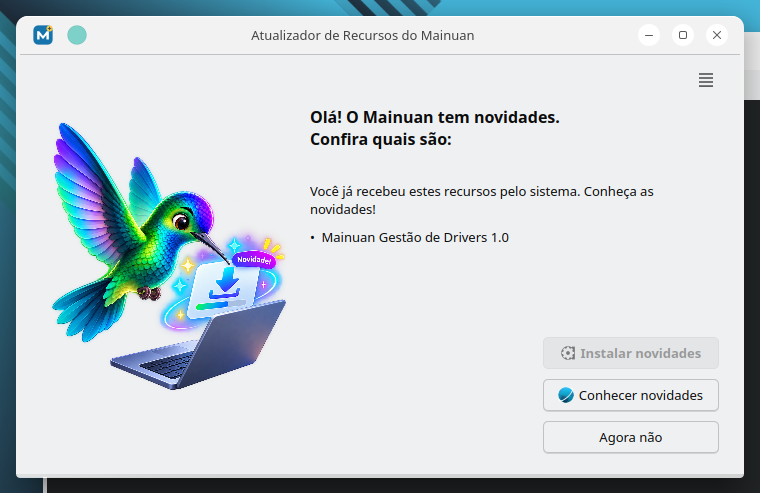 Atualizador de Recursos do Mainuan
Olá! O Mainuan tem novidades.
Confira quais são:
Você já recebeu estes recursos pelo sistema. Conheça as
novidades!
• Mainuan Gestão de Drivers 1.0
Novidade!
Instalar novidades
Conhecer novidades
Agora não